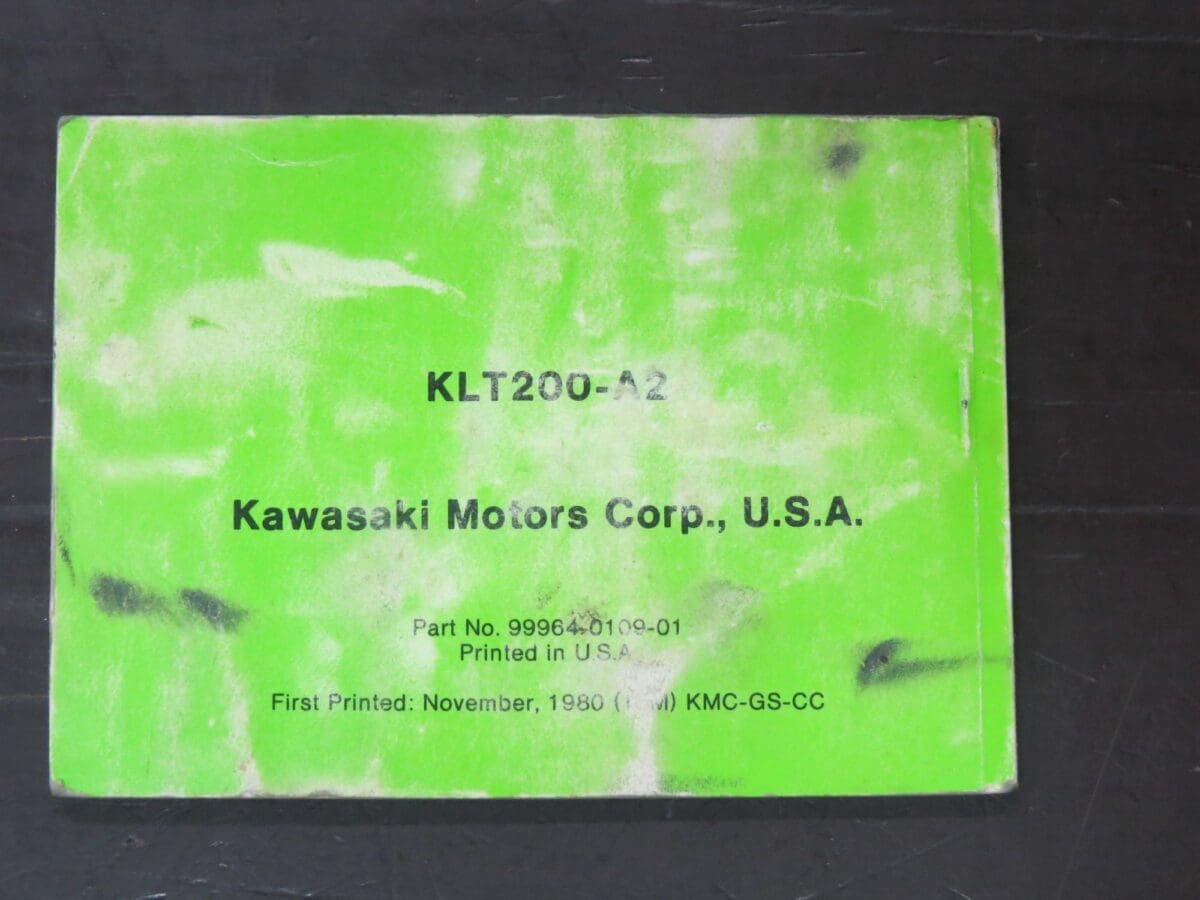 KLT200-A2
Kawasaki Motors Corp., U.S.A.
Part No. 99964-0109-01
Printed in U.S.A
First Printed: November, 1980 KMC-GS-CC